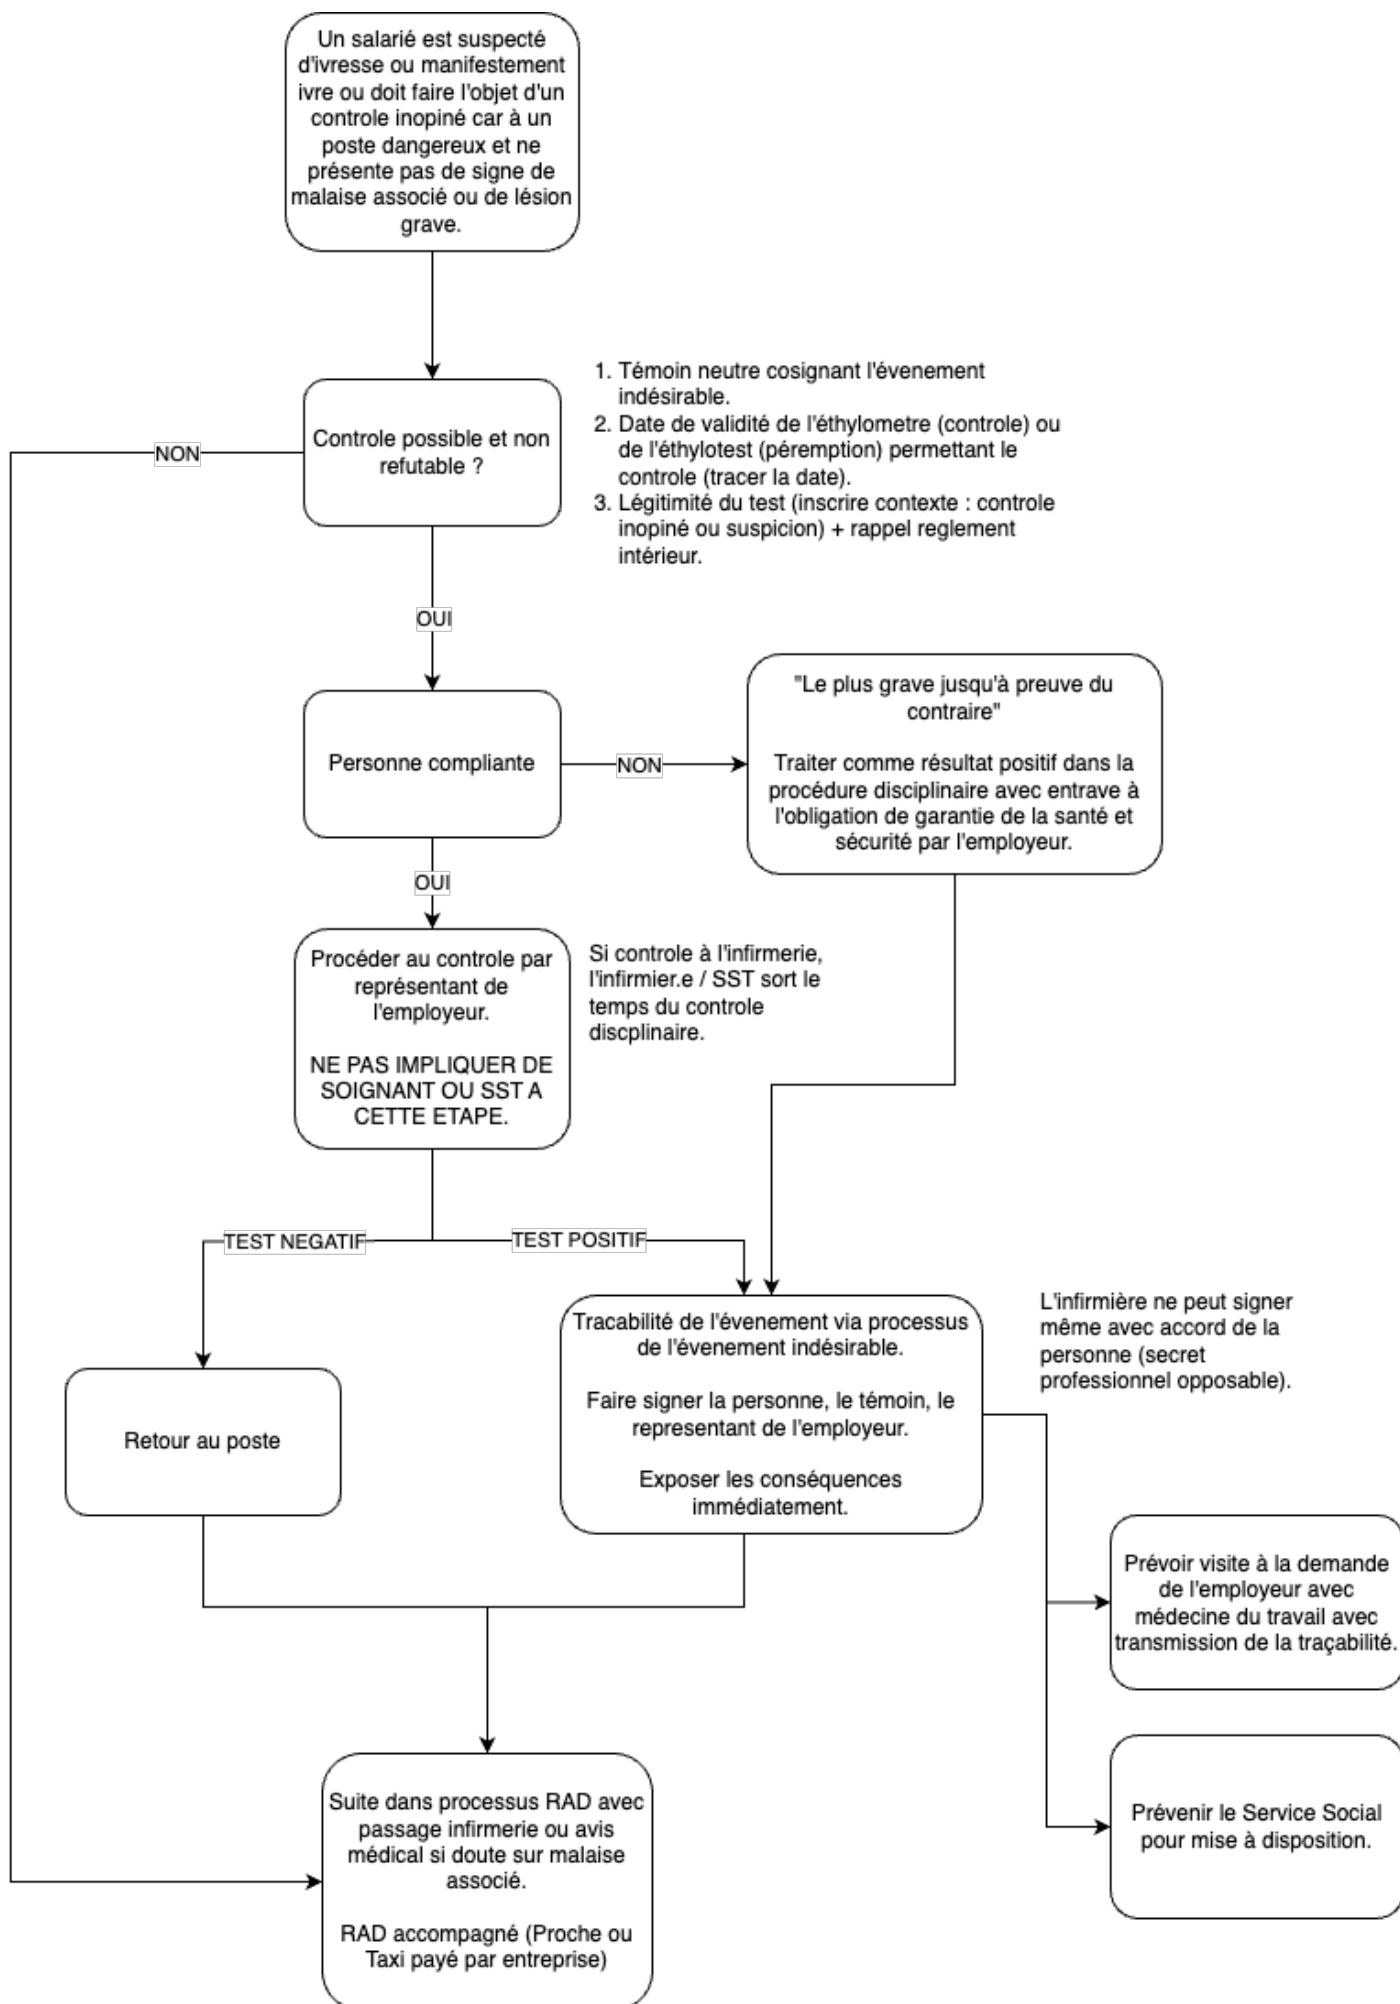 Un salarié est suspecté
d'ivresse ou manifestement
ivre ou doit faire l'objet d'un
controle inopiné car à un
poste dangereux et ne
présente pas de signe de
malaise associé ou de lésion
grave.
Controle possible et non
refutable ?
1. Témoin neutre cosignant l'évenement
indésirable.
2. Date de validité de l'éthylometre (controle) ou
de l'éthylotest (péremption) permettant le
controle (tracer la date).
3. Légitimité du test (inscrire contexte : controle
inopiné ou suspicion) + rappel reglement
intérieur.
NON
OUI
Personne compliante
NON
"Le plus grave jusqu'à preuve du
contraire"
Traiter comme résultat positif dans la
procédure disciplinaire avec entrave à
l'obligation de garantie de la santé et
sécurité par l'employeur.
OUI
Procéder au controle par
représentant de
l'employeur.
NE PAS IMPLIQUER DE
SOIGNANT OU SST A
CETTE ETAPE.
Si controle à l'infirmerie,
l'infirmier.e / SST sort le
temps du controle
discplinaire.
TEST NEGATIF
TEST POSITIF
Retour au poste
Tracabilité de l'évenement via processus
de l'évenement indésirable.
Faire signer la personne, le témoin, le
representant de l'employeur.
Exposer les conséquences
immédiatement.
L'infirmière ne peut signer
même avec accord de la
personne (secret
professionnel opposable).
Prévoir visite à la demande
de l'employeur avec
médecine du travail avec
transmission de la traçabilité.
Prévenir le Service Social
pour mise à disposition.
Suite dans processus RAD avec
passage infirmerie ou avis
médical si doute sur malaise
associé.
RAD accompagné (Proche ou
Taxi payé par entreprise)